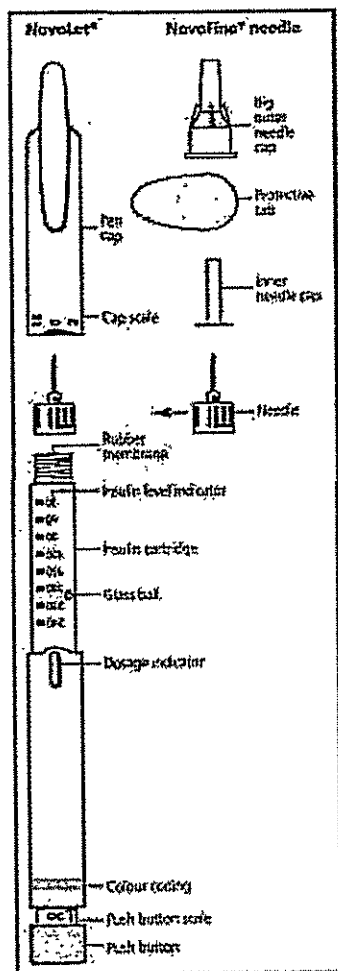 NovoLet®
NovoFine® needle
Big
outer
needle
cap
Pen
cap
Protective
tab
Inner
needle cap
Cap scale
Needle
Rubber
membrane
Insulin level indicator
Insulin cartridge
Glass ball
Dosage indicator
Colour coding
Push button scale
Push button